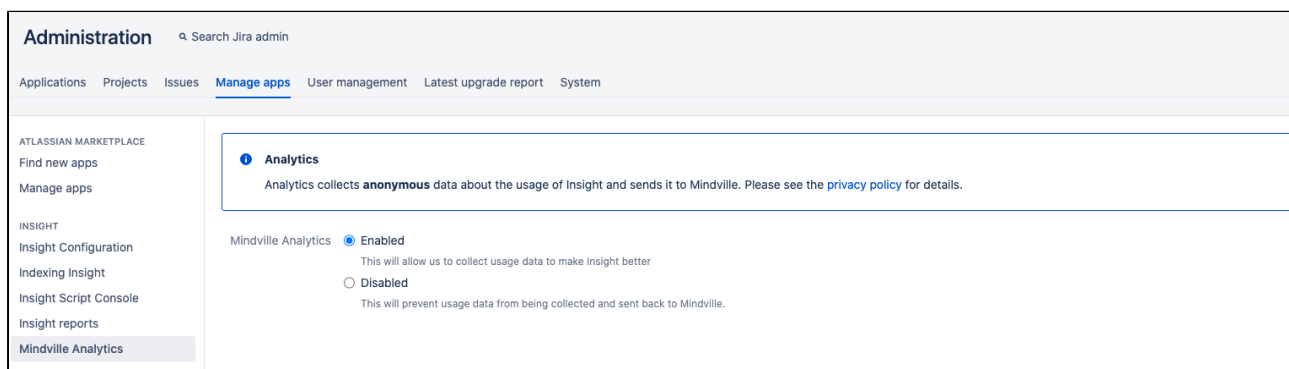 Administration
Search Jira admin
Applications Projects Issues Manage apps User management Latest upgrade report System
ATLASSIAN MARKETPLACE
Find new apps
Manage apps
INSIGHT
Insight Configuration
Indexing Insight
Insight Script Console
Insight reports
Mindville Analytics
Analytics
Analytics collects anonymous data about the usage of Insight and sends it to Mindville. Please see the privacy policy for details.
Mindville Analytics Enabled
This will allow us to collect usage data to make Insight better
Disabled
This will prevent usage data from being collected and sent back to Mindville.